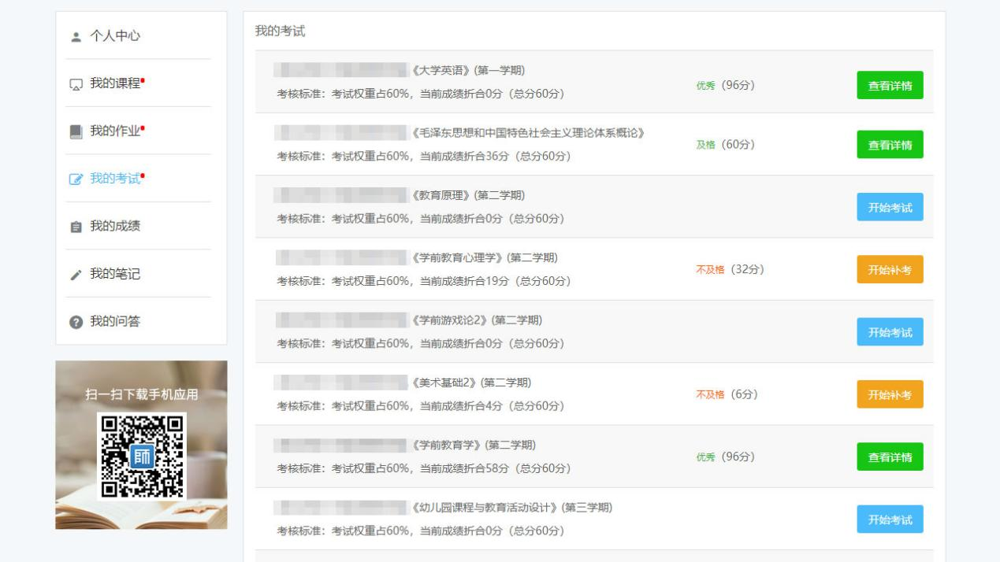 个人中心
我的课程
我的作业
我的考试
我的成绩
我的笔记
我的问答
扫一扫下载手机应用
師
我的考试
《大学英语》(第一学期)
考核标准：考试权重占60%，当前成绩折合0分（总分60分）
优秀（96分）
查看详情
《毛泽东思想和中国特色社会主义理论体系概论》
考核标准：考试权重占60%，当前成绩折合36分（总分60分）
及格（60分）
查看详情
《教育原理》(第二学期)
考核标准：考试权重占60%，当前成绩折合0分（总分60分）
开始考试
《学前教育心理学》(第二学期)
考核标准：考试权重占60%，当前成绩折合19分（总分60分）
不及格（32分）
开始补考
《学前游戏论2》(第二学期)
考核标准：考试权重占60%，当前成绩折合0分（总分60分）
开始考试
《美术基础2》(第二学期)
考核标准：考试权重占60%，当前成绩折合4分（总分60分）
不及格（6分）
开始补考
《学前教育学》(第二学期)
考核标准：考试权重占60%，当前成绩折合58分（总分60分）
优秀（96分）
查看详情
《幼儿园课程与教育活动设计》(第三学期)
考核标准：考试权重占60%，当前成绩折合0分（总分60分）
开始考试